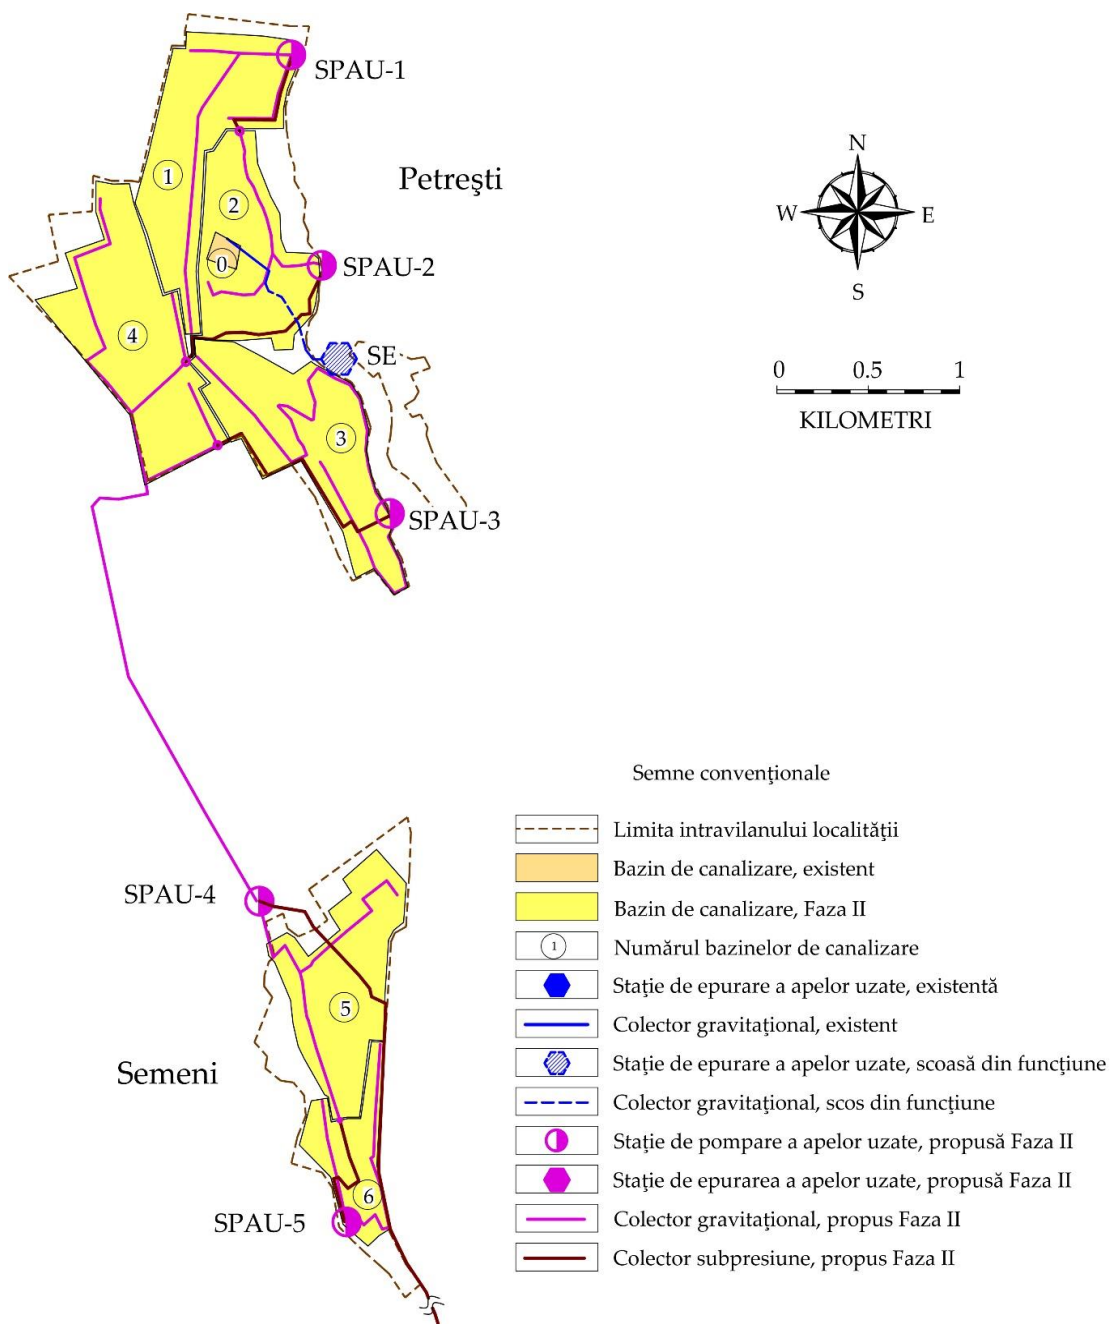 SPAU-1
Petreşti
N
W
E
S
1
2
0
SPAU-2
4
SE
0
0.5
1
KILOMETRI
3
SPAU-3
Semne convenţionale
Limita intravilanului localităţii
SPAU-4
Bazin de canalizare, existent
Bazin de canalizare, Faza II
1
Numărul bazinelor de canalizare
Staţie de epurare a apelor uzate, existentă
5
Colector gravitaţional, existent
Semeni
Staţie de epurare a apelor uzate, scoasă din funcţiune
Colector gravitaţional, scos din funcţiune
Staţie de pompare a apelor uzate, propusă Faza II
Staţie de epurarea a apelor uzate, propusă Faza II
6
SPAU-5
Colector gravitaţional, propus Faza II
Colector subpresiune, propus Faza II